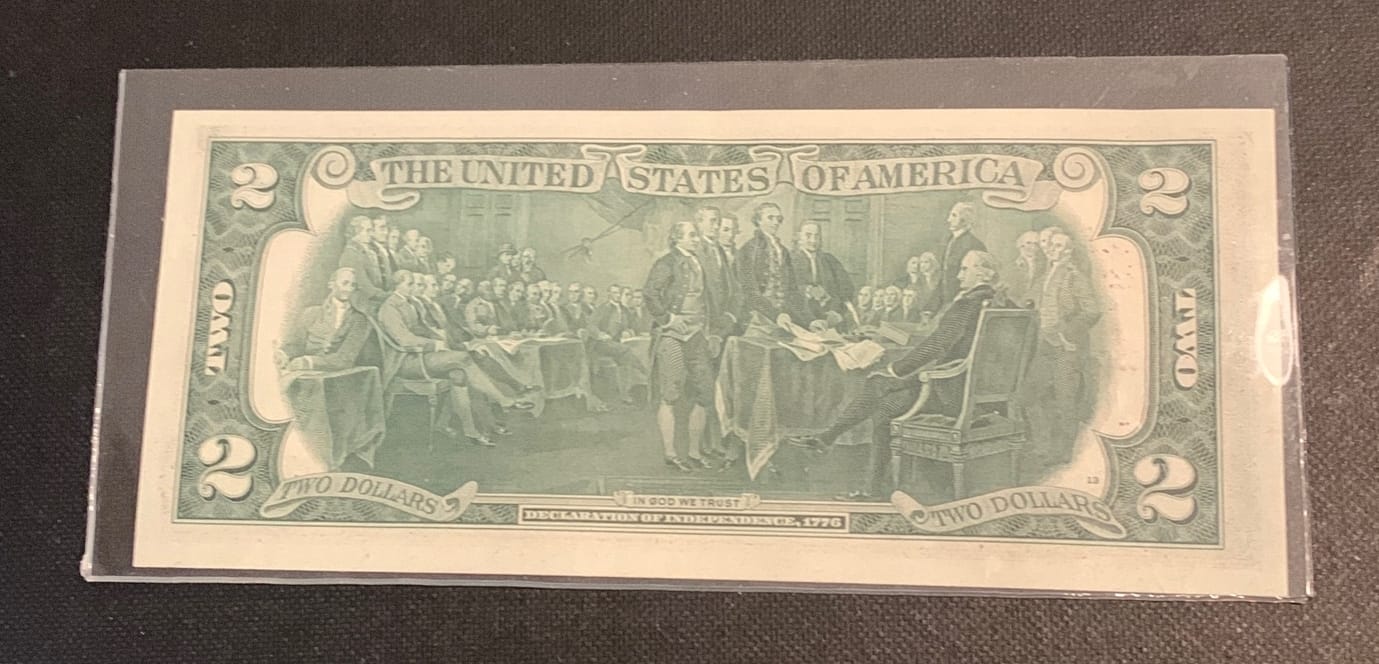 THE UNITED STATES OF AMERICA
2
2
TWO
TWO
2
TWO DOLLARS
IN GOD WE TRUST
DECLARATION OF INDEPENDENCE, 1776
13
TWO DOLLARS
2